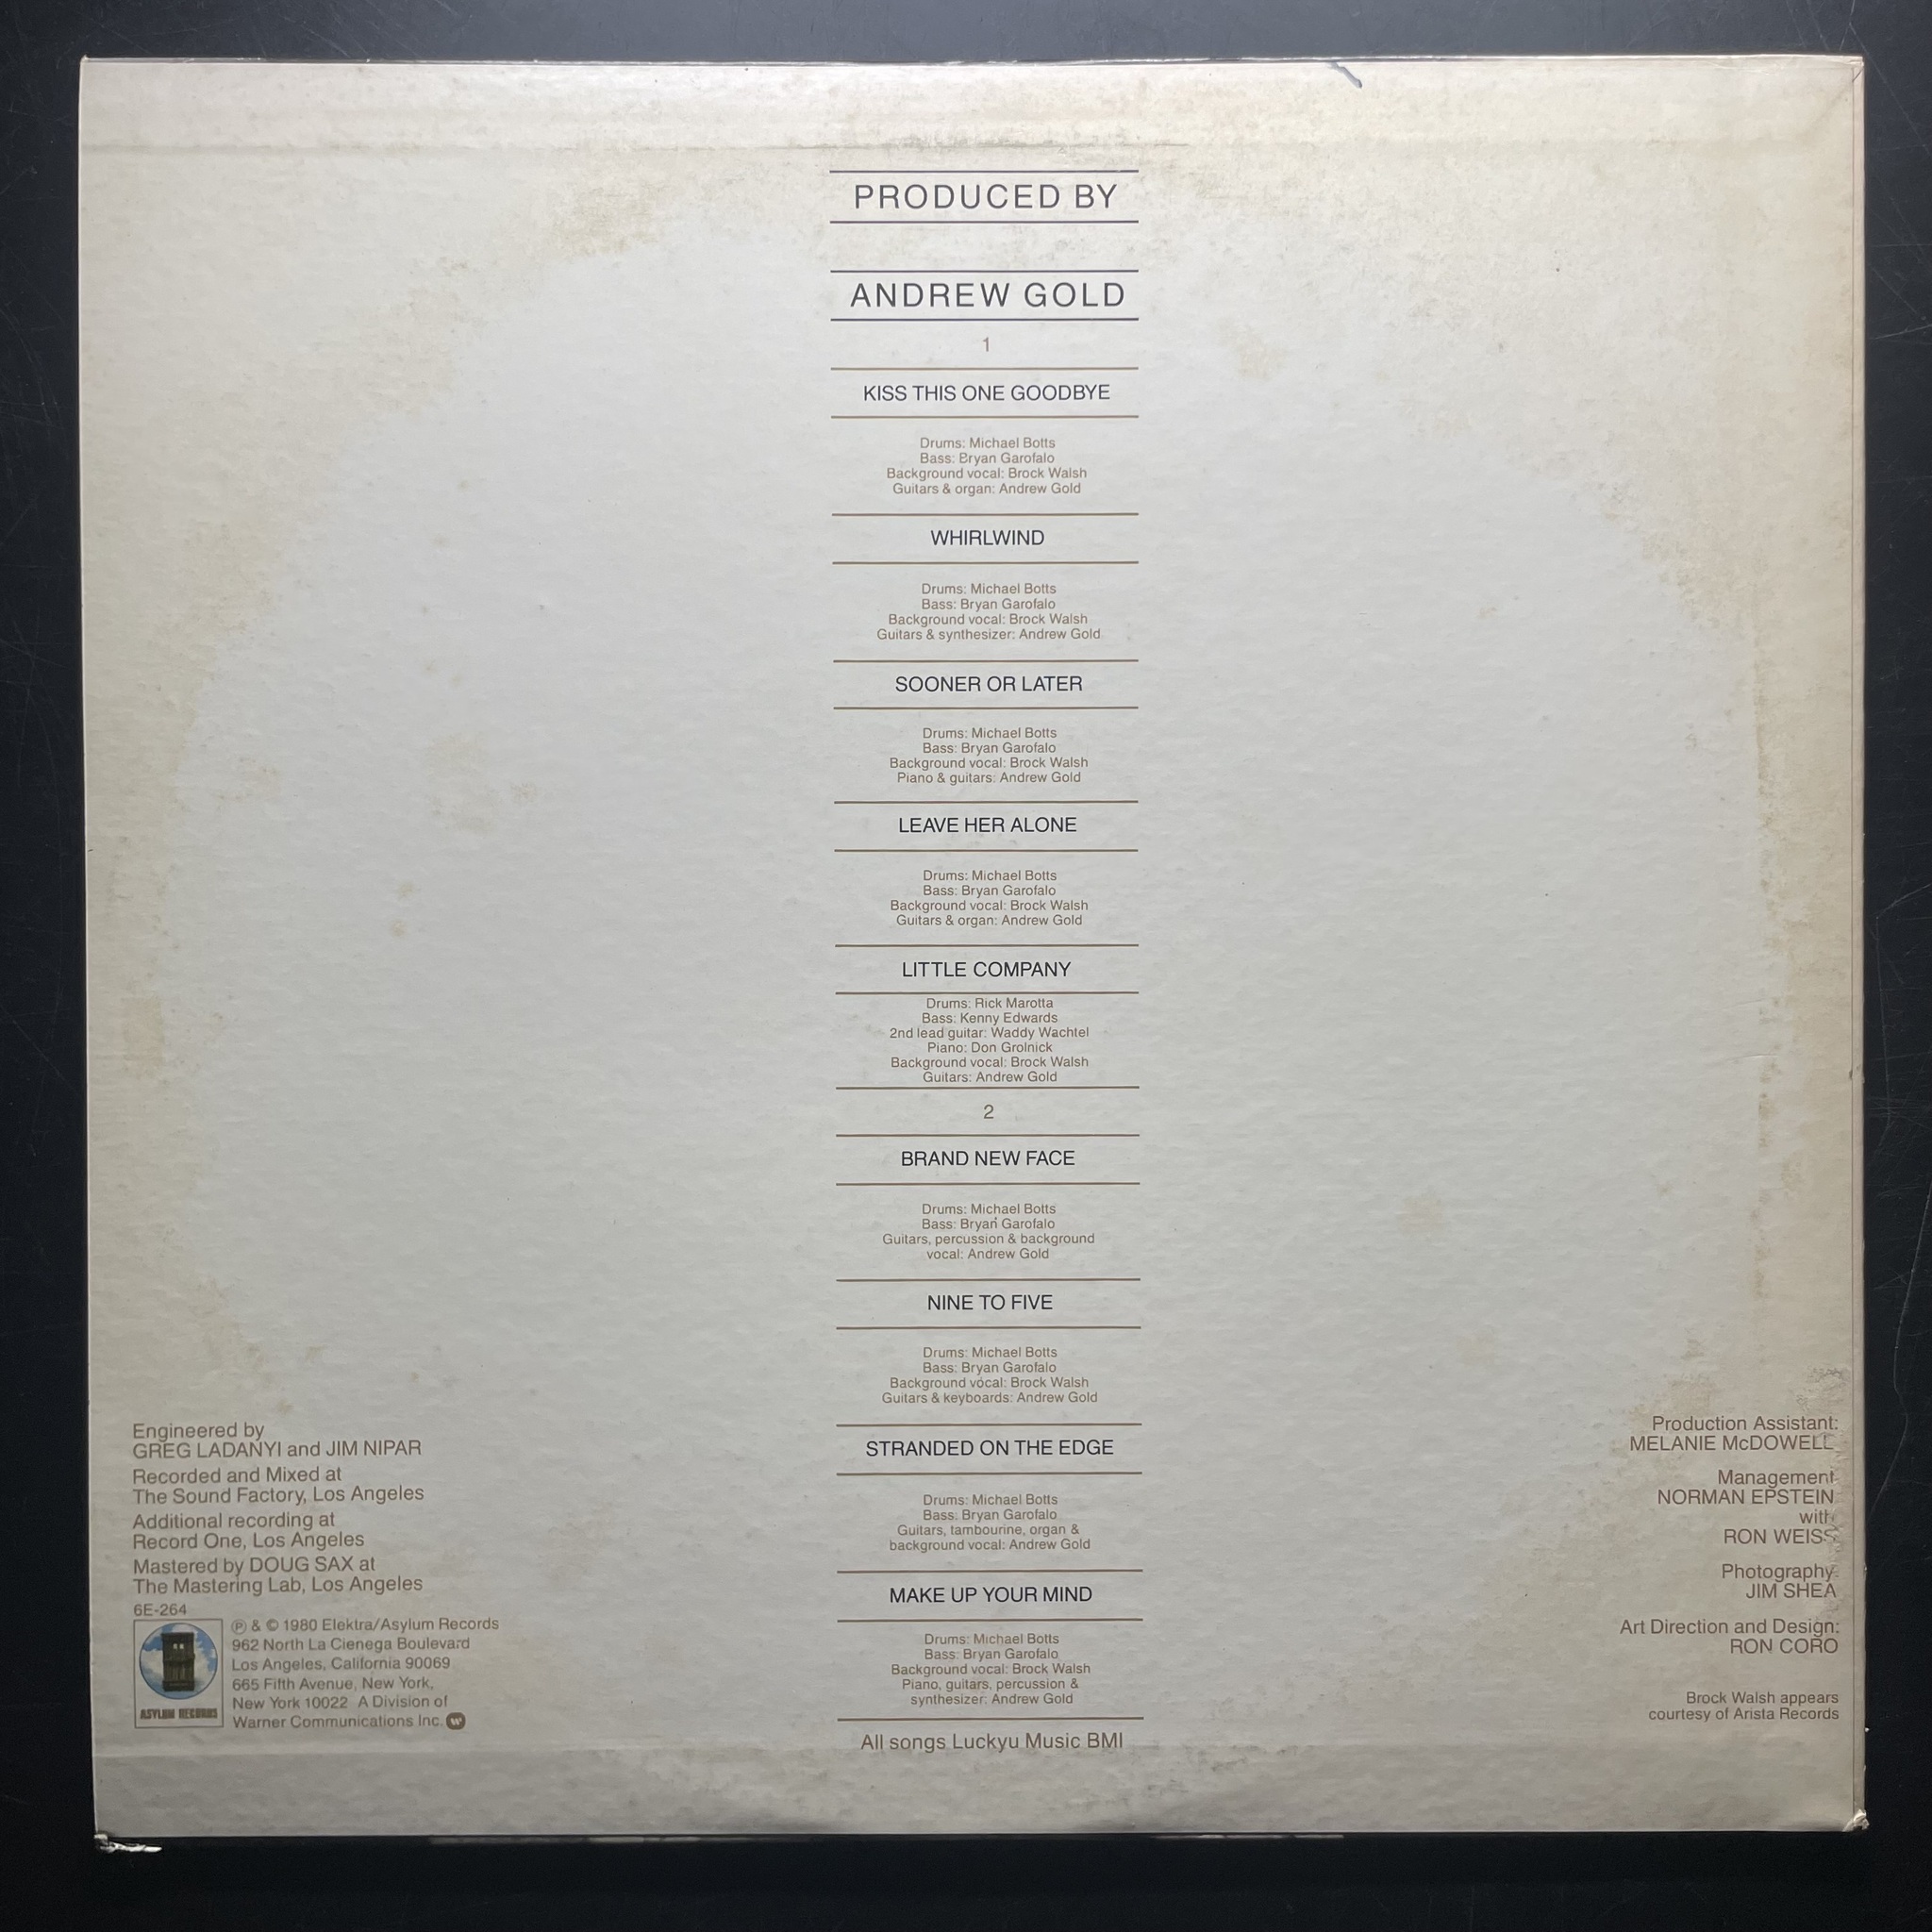 PRODUCED BY
ANDREW GOLD
1
KISS THIS ONE GOODBYE
Drums: Michael Botts
Bass: Bryan Garofalo
Background vocal: Brock Walsh
Guitars & organ: Andrew Gold
WHIRLWIND
Drums: Michael Botts
Bass: Bryan Garofalo
Background vocal: Brock Walsh
Guitars & synthesizer: Andrew Gold
SOONER OR LATER
Drums: Michael Botts
Bass: Bryan Garofalo
Background vocal: Brock Walsh
Piano & guitars: Andrew Gold
LEAVE HER ALONE
Drums: Michael Botts
Bass: Bryan Garofalo
Background vocal: Brock Walsh
Guitars & organ: Andrew Gold
LITTLE COMPANY
Drums: Rick Marotta
Bass: Kenny Edwards
2nd lead guitar: Waddy Wachtel
Piano: Don Grolnick
Background vocal: Brock Walsh
Guitars: Andrew Gold
2
BRAND NEW FACE
Drums: Michael Botts
Bass: Bryan Garofalo
Guitars, percussion & background
vocal: Andrew Gold
NINE TO FIVE
Drums: Michael Botts
Bass: Bryan Garofalo
Background vocal: Brock Walsh
Guitars & keyboards: Andrew Gold
STRANDED ON THE EDGE
Drums: Michael Botts
Bass: Bryan Garofalo
Guitars, tambourine, organ &
background vocal: Andrew Gold
MAKE UP YOUR MIND
Drums: Michael Botts
Bass: Bryan Garofalo
Background vocal: Brock Walsh
Piano, guitars, percussion &
synthesizer: Andrew Gold
All songs Luckyu Music BMI
Engineered by
GREG LADANYI and JIM NIPAR
Recorded and Mixed at
The Sound Factory, Los Angeles
Additional recording at
Record One, Los Angeles
Mastered by DOUG SAX at
The Mastering Lab, Los Angeles
6E-264
ASYLUM RECORDS
℗ & © 1980 Elektra/Asylum Records
962 North La Cienega Boulevard
Los Angeles, California 90069
665 Fifth Avenue, New York,
New York 10022 A Division of
Warner Communications Inc.
Production Assistant:
MELANIE McDOWELL
Management
NORMAN EPSTEIN
with
RON WEISS
Photography:
JIM SHEA
Art Direction and Design:
RON CORO
Brock Walsh appears
courtesy of Arista Records